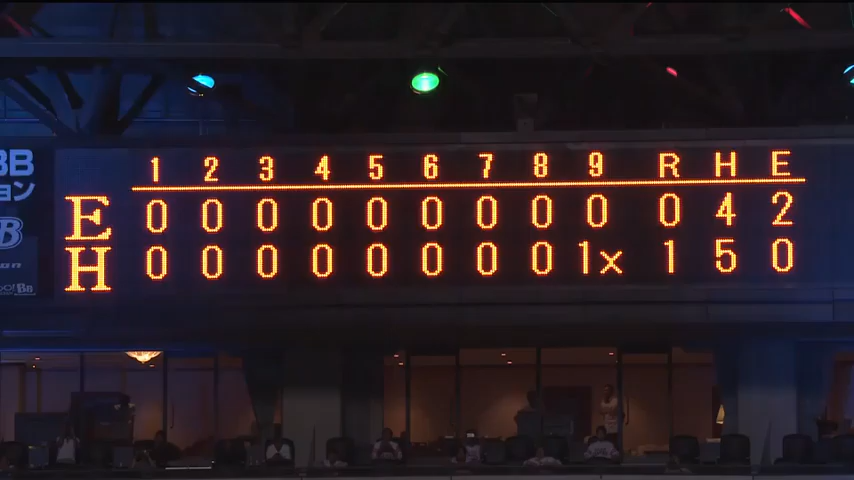 1 2 3 4 5 6 7 8 9 R H E
E 0 0 0 0 0 0 0 0 0 0 4 2
H 0 0 0 0 0 0 0 0 1x 1 5 0
BB
ョン
B
BB